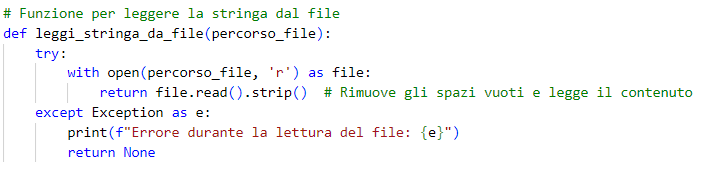 # Funzione per leggere la stringa dal file
def leggi_stringa_da_file(percorso_file):
    try:
        with open(percorso_file, 'r') as file:
            return file.read().strip()  # Rimuove gli spazi vuoti e legge il contenuto
    except Exception as e:
        print(f"Errore durante la lettura del file: {e}")
        return None